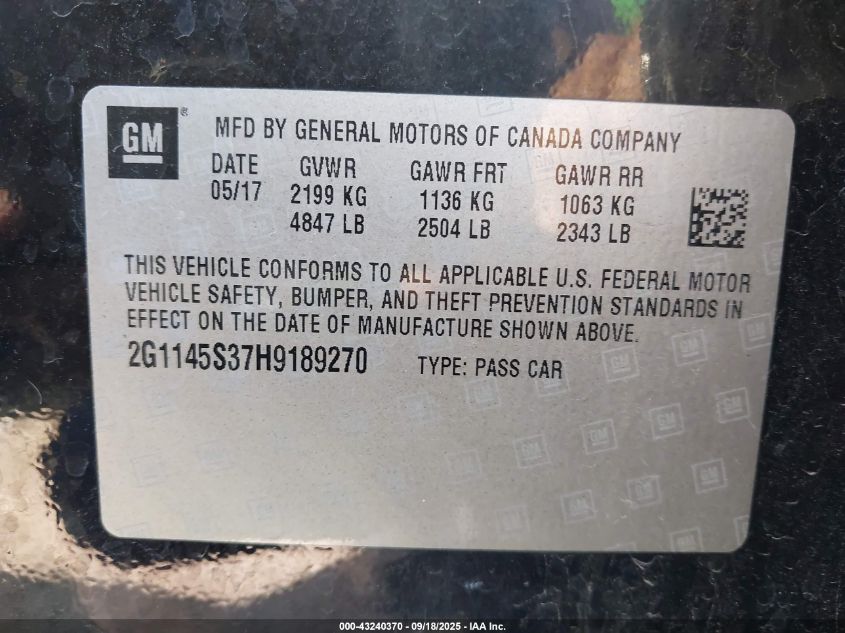 GM ®
MFD BY GENERAL MOTORS OF CANADA COMPANY
DATE GVWR GAWR FRT GAWR RR
05/17 2199 KG 1136 KG 1063 KG
4847 LB 2504 LB 2343 LB
THIS VEHICLE CONFORMS TO ALL APPLICABLE U.S. FEDERAL MOTOR
VEHICLE SAFETY, BUMPER, AND THEFT PREVENTION STANDARDS IN
EFFECT ON THE DATE OF MANUFACTURE SHOWN ABOVE.
2G1145S37H9189270 TYPE: PASS CAR
000-43240370 - 09/18/2025 - IAA Inc.